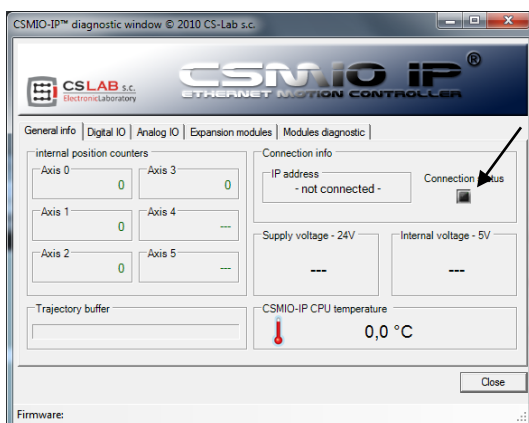 CSMIO-IP™ diagnostic window © 2010 CS-Lab s.c.
CSLAB s.c.
ElectronicLaboratory
CSMIO IP®
ETHERNET MOTION CONTROLLER
General info Digital IO Analog IO Expansion modules Modules diagnostic
internal position counters
Axis 0
0
Axis 3
0
Axis 1
0
Axis 4
---
Axis 2
0
Axis 5
---
Trajectory buffer
Connection info
IP address
- not connected -
Connection status
Supply voltage - 24V
---
Internal voltage - 5V
---
CSMIO-IP CPU temperature
0,0 °C
Close
Firmware: